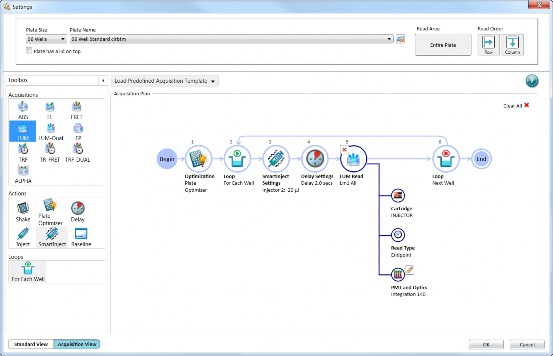 Settings
Plate Size
Plate Name
Read Area
Read Order
96 Wells
96 Well Standard clrbtm
Entire Plate
Row
Column
Plate has a lid on top
Toolbox
Load Predefined Acquisition Template
Acquisitions
Acquisition Plan
Clear All
ABS
FL
FRET
LUM
LUM-Dual
FP
TRF
TR-FRET
TRF DUAL
ALPHA
Actions
Shake
Plate Optimizer
Delay
Inject
SmartInject
Baseline
Loops
For Each Well
Begin
1
2
3
4
5
6
End
Optimization
Plate
Optimizer
Loop
For Each Well
SmartInject
Settings
Injector 2: 20 µl
Delay Settings
Delay 2.0 secs
LUM Read
Lm1 All
Loop
Next Well
Cartridge
INJECTOR
Read Type
Endpoint
PMT and Optics
Integration 140
Standard View
Acquisition View
OK
Cancel